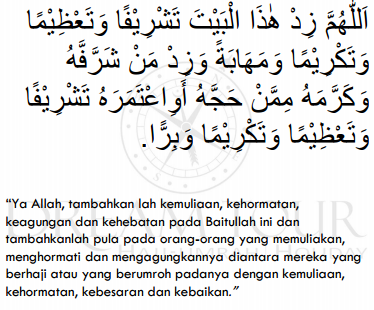 اَللّٰهُمَّ زِدْ هٰذَا الْبَيْتَ تَشْرِيْفًا وَتَعْظِيْمًا
وَتَكْرِيْمًا وَمَهَابَةً وَزِدْ مَنْ شَرَّفَهُ
وَكَرَّمَهُ مِمَّنْ حَجَّهُ أَوِاعْتَمَرَهُ تَشْرِيْفًا
وَتَعْظِيْمًا وَتَكْرِيْمًا وَبِرًّا.
“Ya Allah, tambahkan lah kemuliaan, kehormatan,
keagungan dan kehebatan pada Baitullah ini dan
tambahkanlah pula pada orang-orang yang memuliakan,
menghormati dan mengagungkannya diantara mereka yang
berhaji atau yang berumroh padanya dengan kemuliaan,
kehormatan, kebesaran dan kebaikan.”